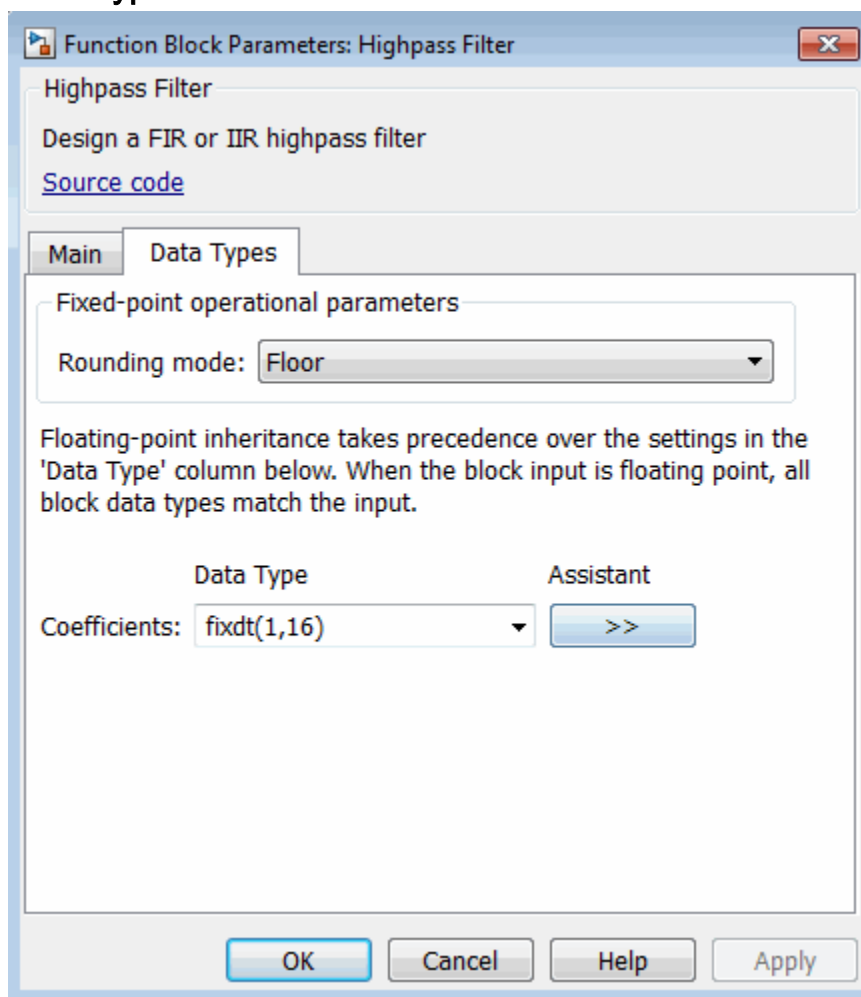 Function Block Parameters: Highpass Filter
Highpass Filter
Design a FIR or IIR highpass filter
Source code
Main Data Types
Fixed-point operational parameters
Rounding mode: Floor
Floating-point inheritance takes precedence over the settings in the
'Data Type' column below. When the block input is floating point, all
block data types match the input.
Data Type Assistant
Coefficients: fixdt(1,16) >>
OK Cancel Help Apply